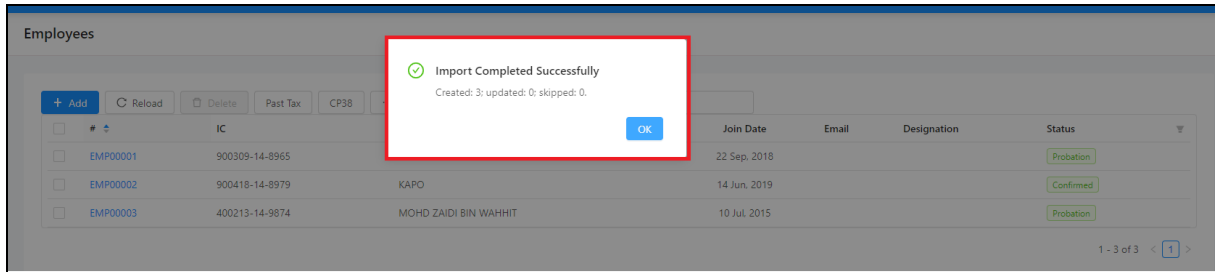 Employees
Import Completed Successfully
Created: 3; updated: 0; skipped: 0.
OK
+ Add Reload Delete Past Tax CP38
# IC Join Date Email Designation Status
EMP00001 900309-14-8965 22 Sep, 2018 Probation
EMP00002 900418-14-8979 KAPO 14 Jun, 2019 Confirmed
EMP00003 400213-14-9874 MOHD ZAIDI BIN WAHHIT 10 Jul, 2015 Probation
1 - 3 of 3 < 1 >